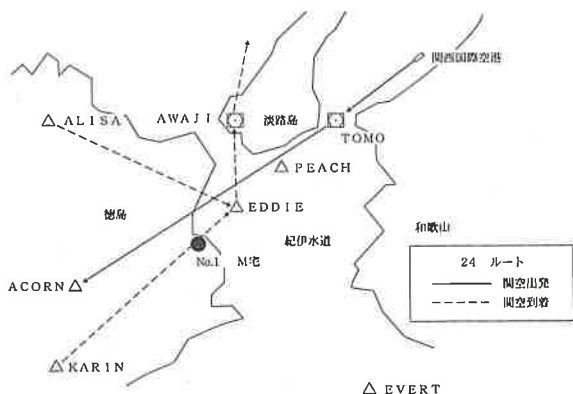 関西国際空港
ALISA
AWAJI
淡路島
TOMO
PEACH
徳島
EDDIE
紀伊水道
和歌山
No.1
M宅
ACORN
24 ルート
関空出発
関空到着
KARIN
EVERT